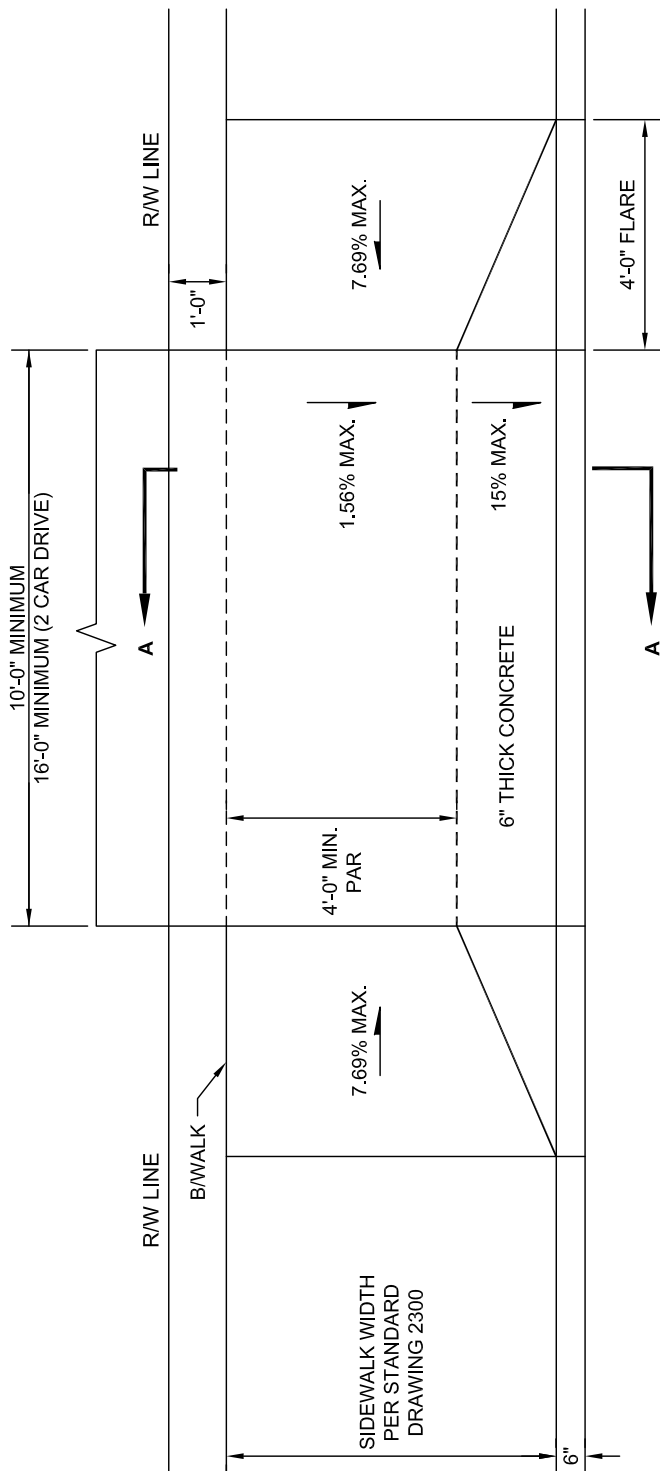 10'-0" MINIMUM
16'-0" MINIMUM (2 CAR DRIVE)
R/W LINE
R/W LINE
1'-0"
B/WALK
A
7.69% MAX.
7.69% MAX.
1.56% MAX.
4'-0" MIN.
PAR
15% MAX.
6" THICK CONCRETE
SIDEWALK WIDTH
PER STANDARD
DRAWING 2300
6"
4'-0" FLARE
A